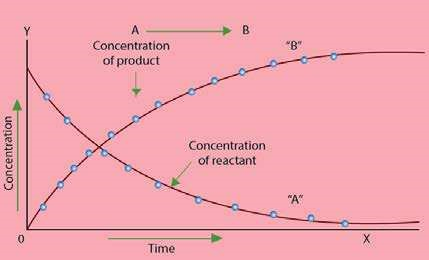 Y
A B
Concentration
of product
"B"
Concentration
of reactant
"A"
Concentration
0
Time
X